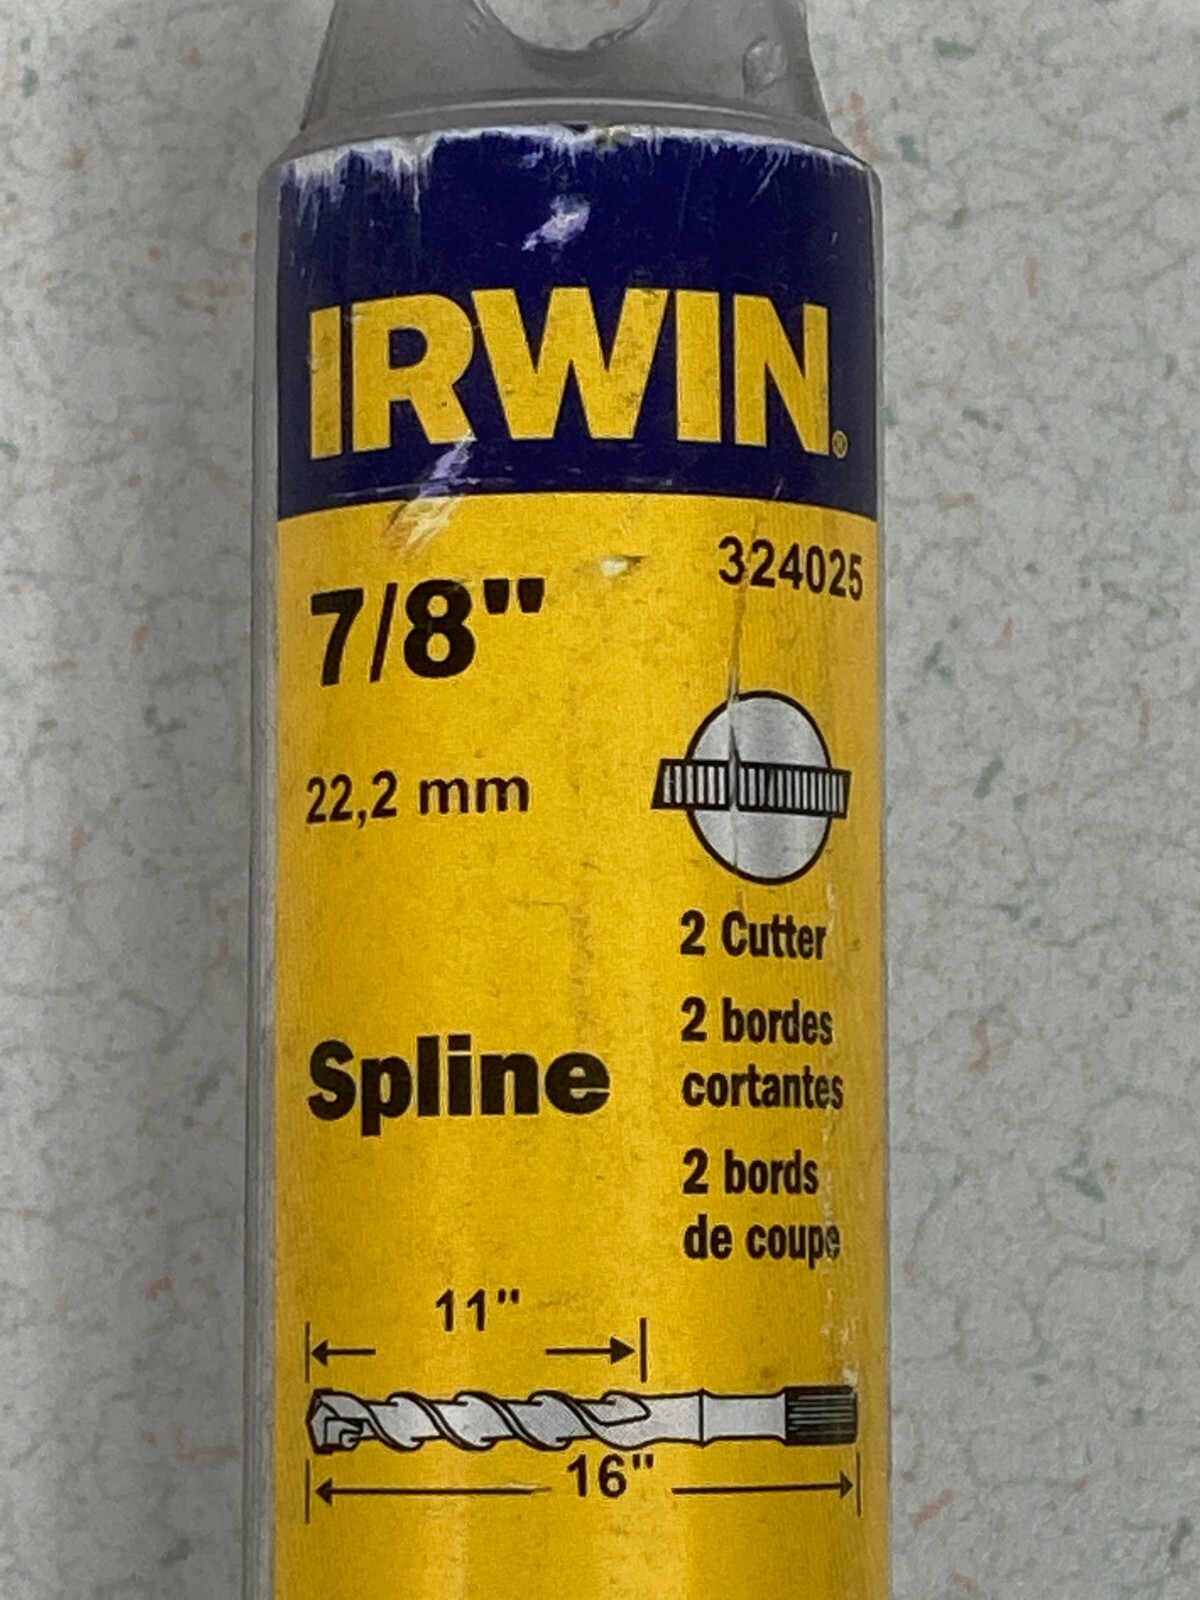 IRWIN®
324025
7/8"
22,2 mm
2 Cutter
2 bordes
cortantes
Spline
2 bords
de coupe
11"
16"